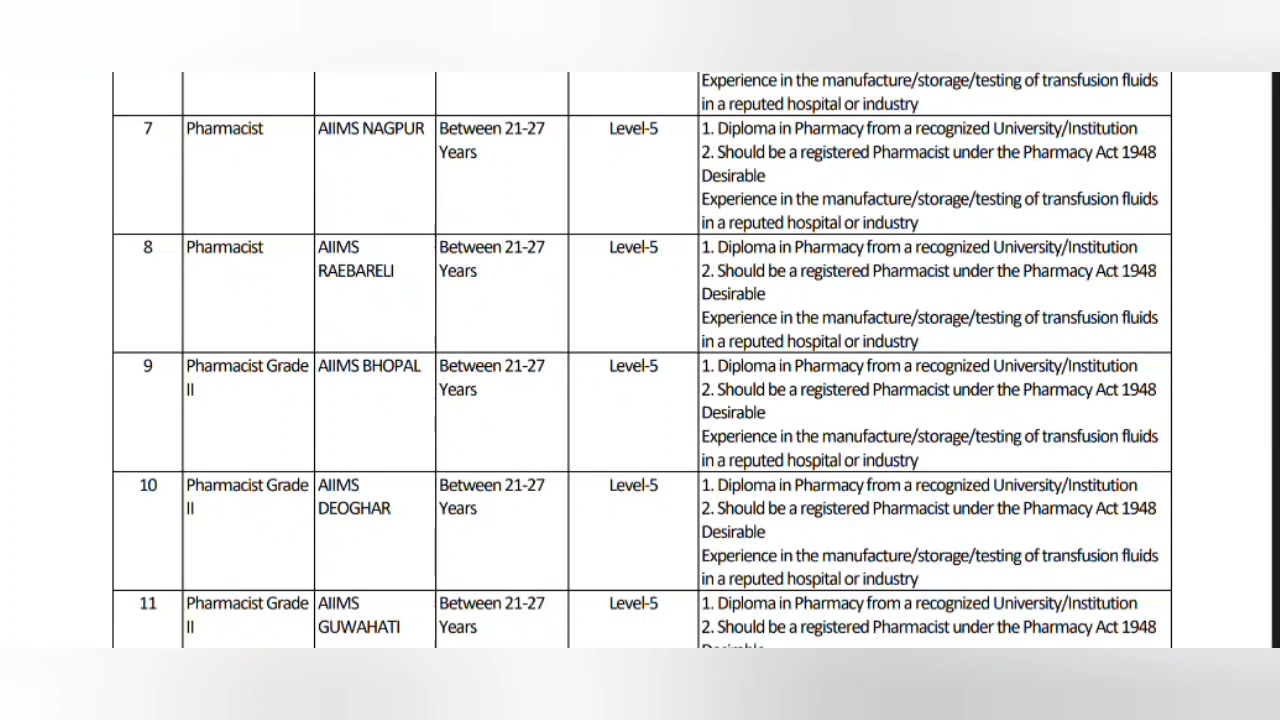 Experience in the manufacture/storage/testing of transfusion fluids
in a reputed hospital or industry
7 Pharmacist AIIMS NAGPUR Between 21-27 Level-5 1. Diploma in Pharmacy from a recognized University/Institution
Years 2. Should be a registered Pharmacist under the Pharmacy Act 1948
Desirable
Experience in the manufacture/storage/testing of transfusion fluids
in a reputed hospital or industry
8 Pharmacist AIIMS Between 21-27 Level-5 1. Diploma in Pharmacy from a recognized University/Institution
RAEBARELI Years 2. Should be a registered Pharmacist under the Pharmacy Act 1948
Desirable
Experience in the manufacture/storage/testing of transfusion fluids
in a reputed hospital or industry
9 Pharmacist Grade AIIMS BHOPAL Between 21-27 Level-5 1. Diploma in Pharmacy from a recognized University/Institution
II Years 2. Should be a registered Pharmacist under the Pharmacy Act 1948
Desirable
Experience in the manufacture/storage/testing of transfusion fluids
in a reputed hospital or industry
10 Pharmacist Grade AIIMS Between 21-27 Level-5 1. Diploma in Pharmacy from a recognized University/Institution
II DEOGHAR Years 2. Should be a registered Pharmacist under the Pharmacy Act 1948
Desirable
Experience in the manufacture/storage/testing of transfusion fluids
in a reputed hospital or industry
11 Pharmacist Grade AIIMS Between 21-27 Level-5 1. Diploma in Pharmacy from a recognized University/Institution
II GUWAHATI Years 2. Should be a registered Pharmacist under the Pharmacy Act 1948